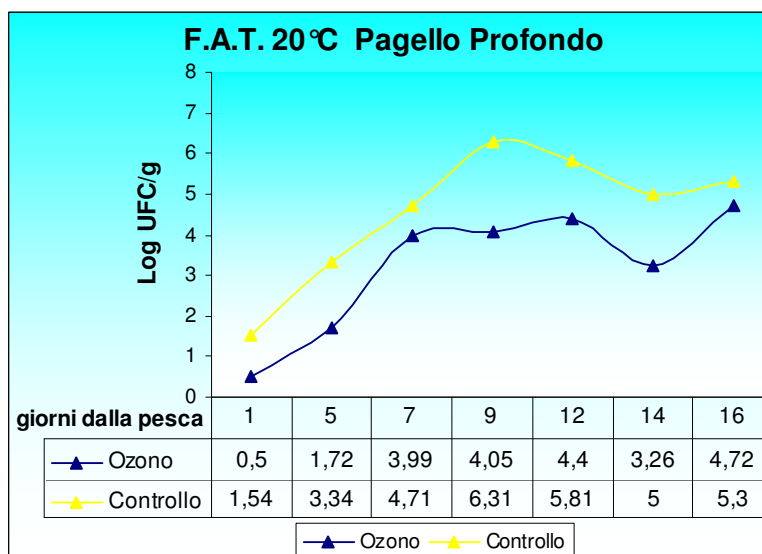 F.A.T. 20°C Pagello Profondo
Log UFC/g
8
7
6
5
4
3
2
1
0
giorni dalla pesca 1 5 7 9 12 14 16
Ozono 0,5 1,72 3,99 4,05 4,4 3,26 4,72
Controllo 1,54 3,34 4,71 6,31 5,81 5 5,3
Ozono Controllo